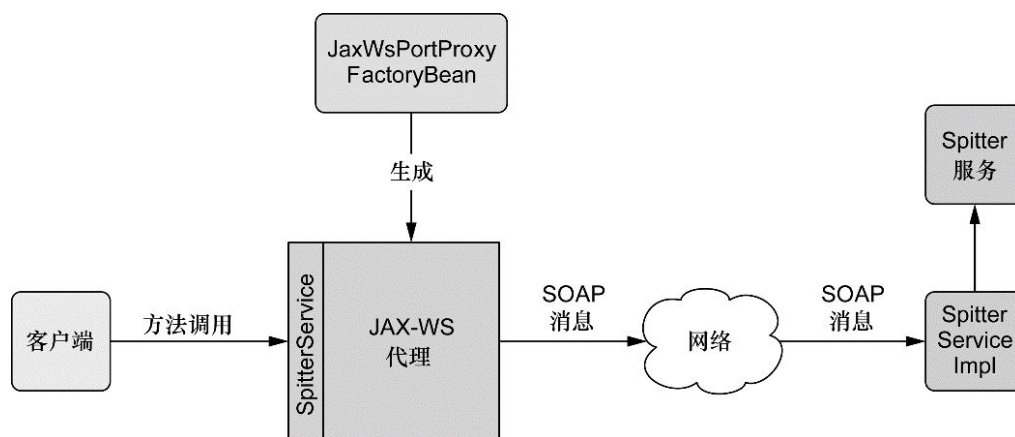 JaxWsPortProxy
FactoryBean
生成
Spitter
服务
客户端
方法调用
SpitterService
JAX-WS
代理
SOAP
消息
网络
SOAP
消息
Spitter
Service
Impl